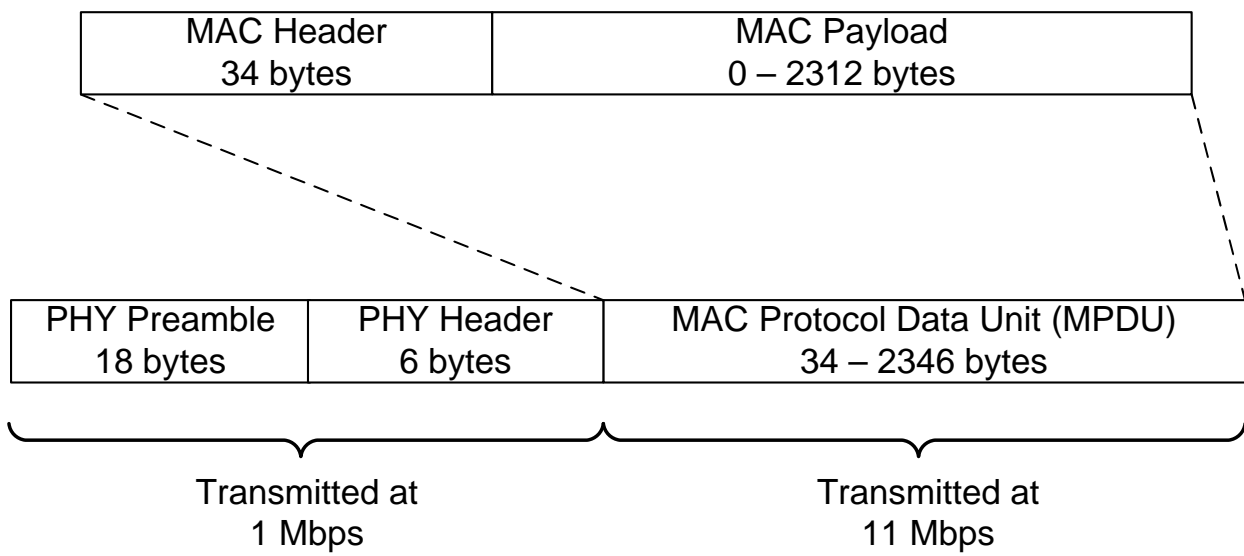 MAC Header
34 bytes
MAC Payload
0 – 2312 bytes
PHY Preamble
18 bytes
PHY Header
6 bytes
MAC Protocol Data Unit (MPDU)
34 – 2346 bytes
Transmitted at
1 Mbps
Transmitted at
11 Mbps